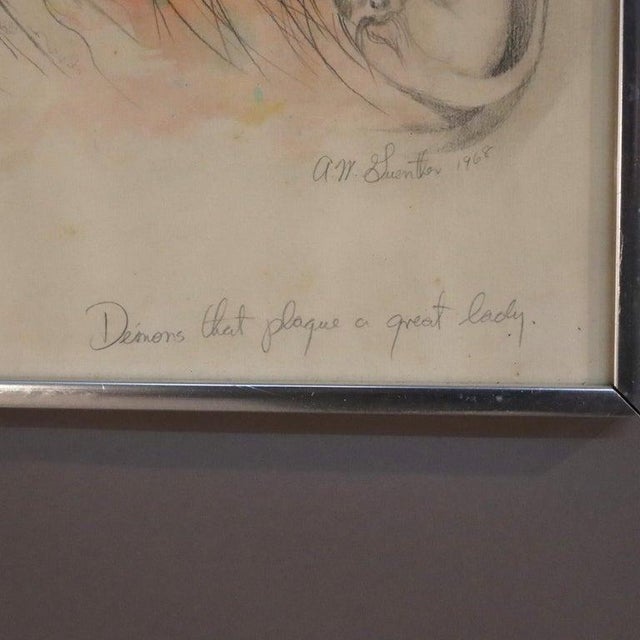 A.W. Guenther 1968
Demons that plague a great lady.